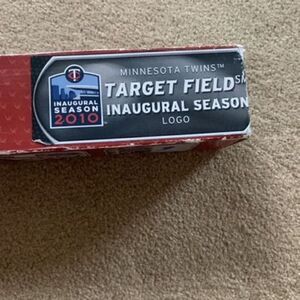 MINNESOTA TWINS™
TARGET FIELD℠
INAUGURAL SEASON
LOGO
INAUGURAL
SEASON
2010